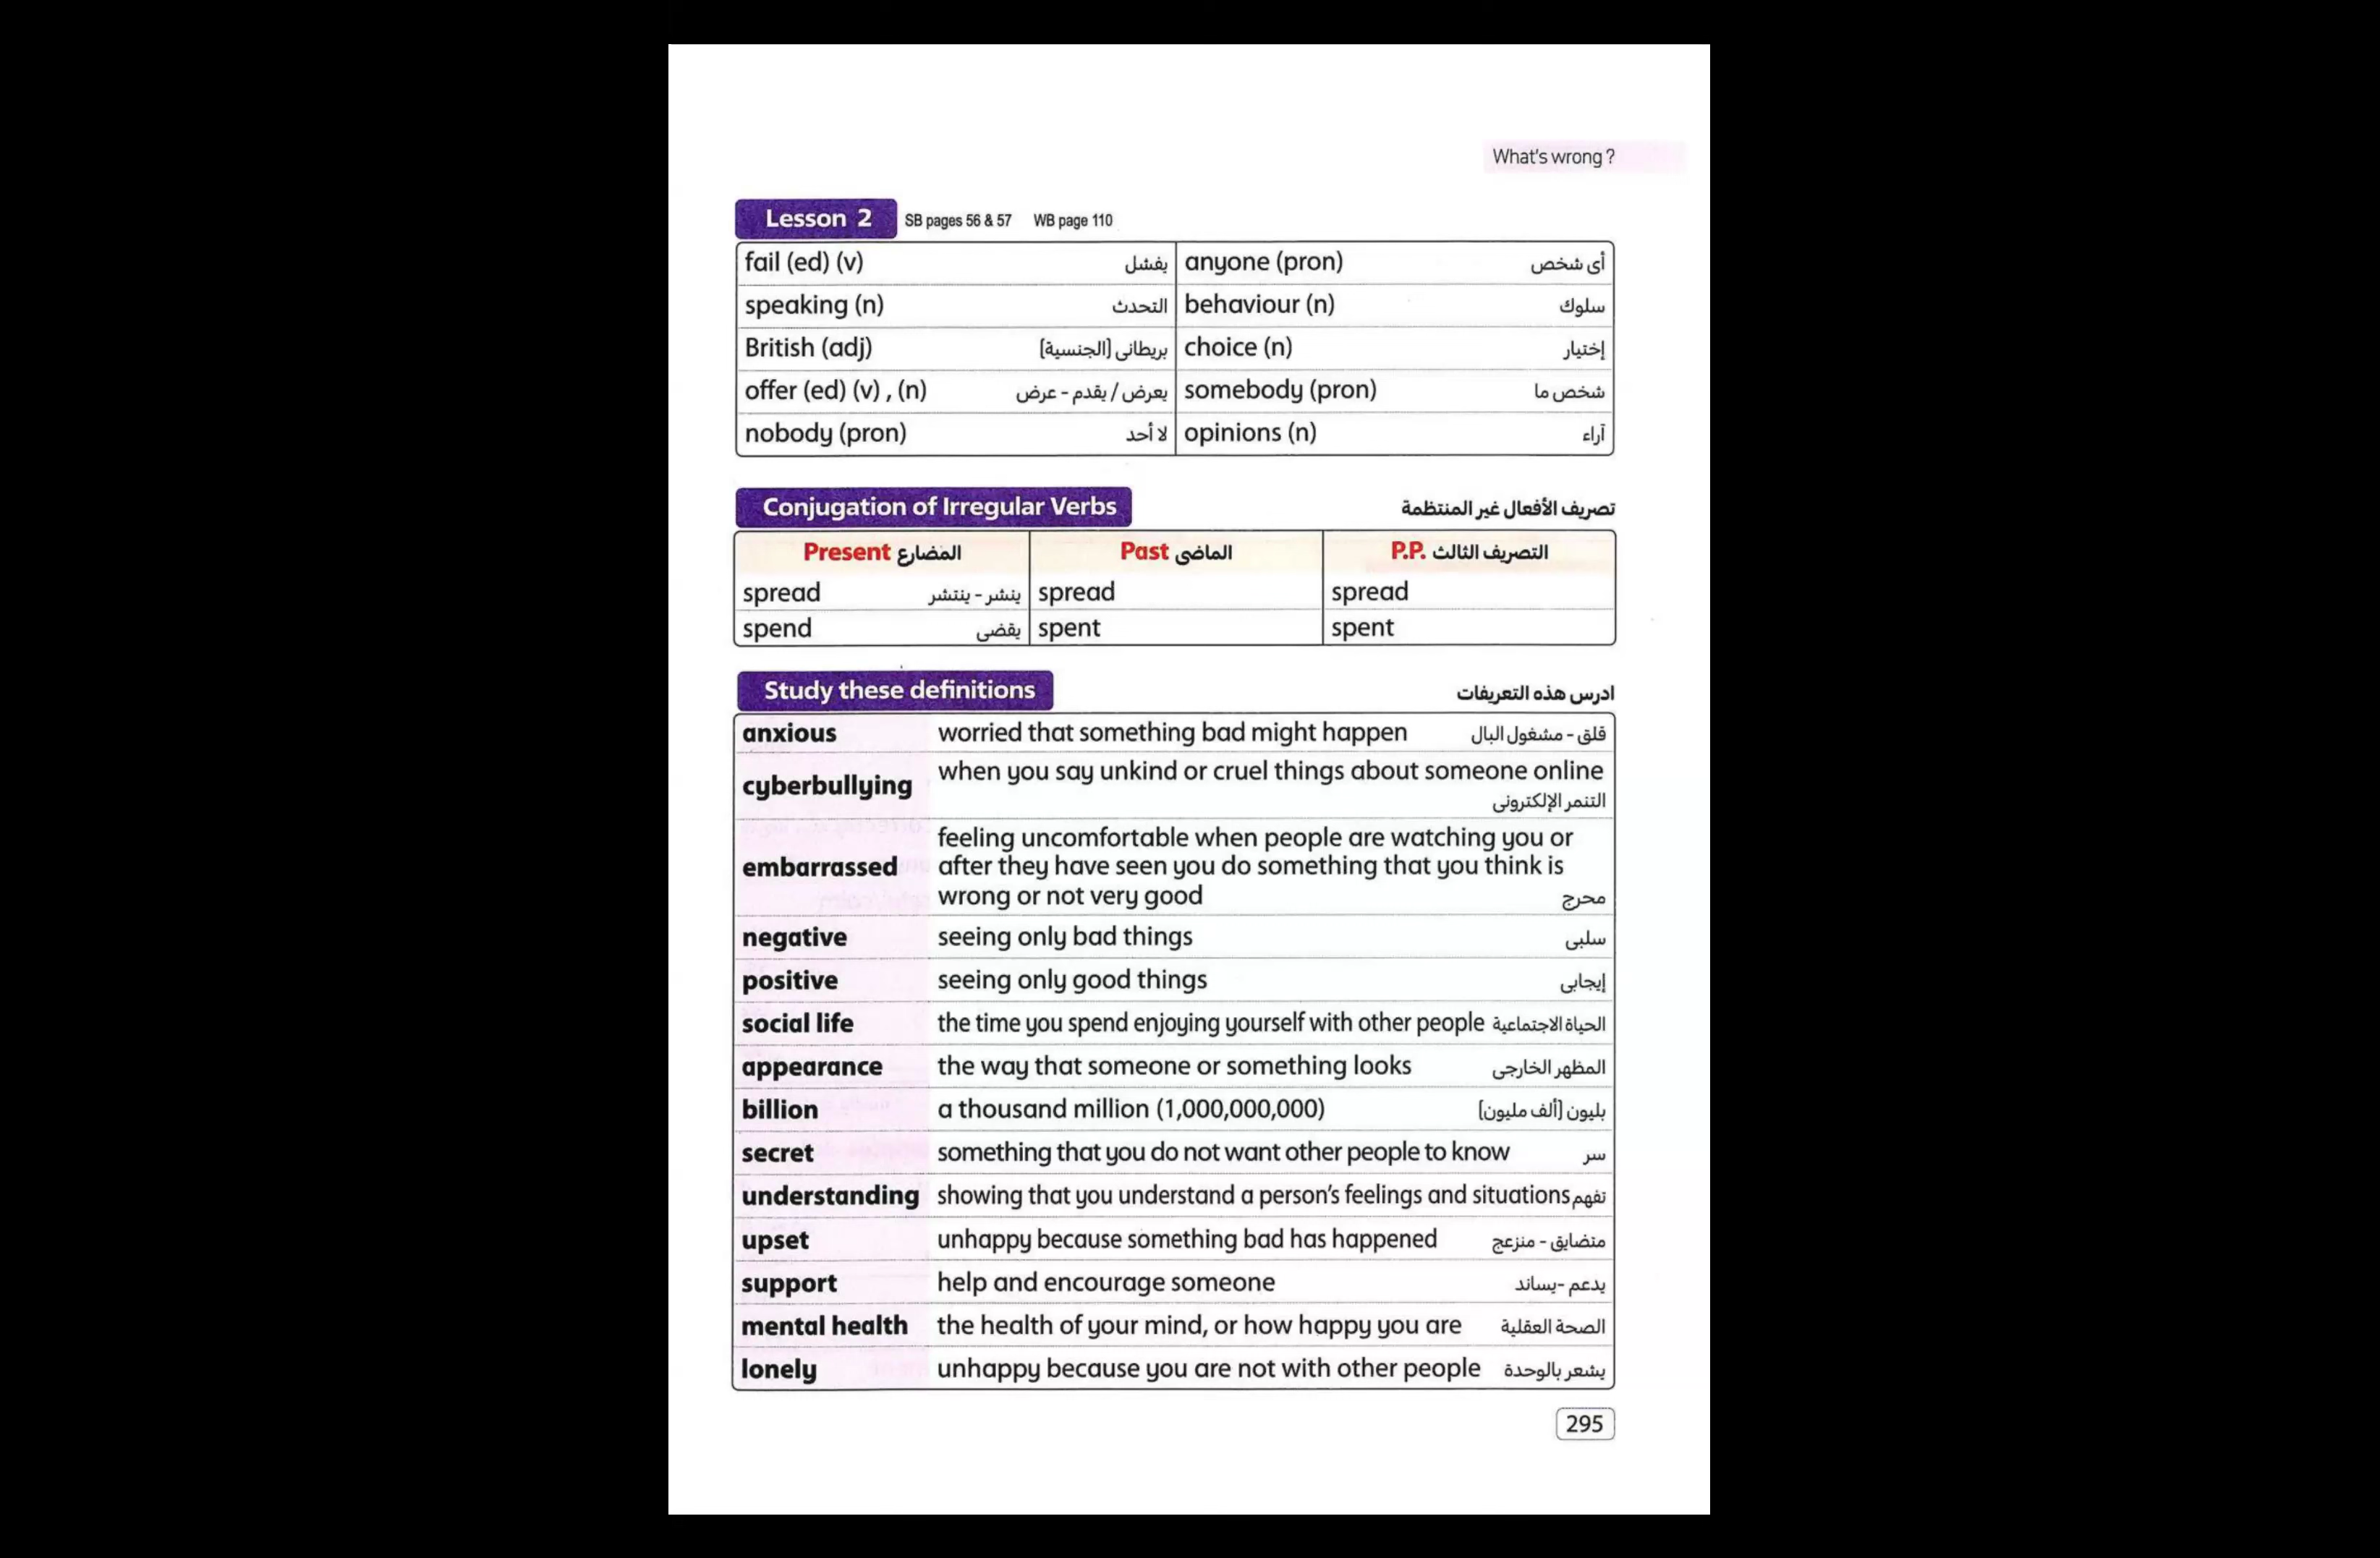 What's wrong ?
Lesson 2 SB pages 56 & 57 WB page 110
fail (ed) (v) يفشل anyone (pron) أى شخص
speaking (n) التحدث behaviour (n) سلوك
British (adj) بريطانى [الجنسية] choice (n) إختيار
offer (ed) (v) , (n) يعرض / يقدم - عرض somebody (pron) شخص ما
nobody (pron) لا أحد opinions (n) آراء
Conjugation of Irregular Verbs تصريف الأفعال غير المنتظمة
Present المضارع Past الماضى P.P. التصريف الثالث
spread ينشر - ينتشر spread spread
spend يقضى spent spent
Study these definitions ادرس هذه التعريفات
anxious worried that something bad might happen قلق - مشغول البال
cyberbullying when you say unkind or cruel things about someone online
التنمر الإلكترونى
feeling uncomfortable when people are watching you or
embarrassed after they have seen you do something that you think is
wrong or not very good محرج
negative seeing only bad things سلبى
positive seeing only good things إيجابى
social life the time you spend enjoying yourself with other people الحياة الاجتماعية
appearance the way that someone or something looks المظهر الخارجى
billion a thousand million (1,000,000,000) بليون [ألف مليون]
secret something that you do not want other people to know سر
understanding showing that you understand a person's feelings and situations تفهم
upset unhappy because something bad has happened متضايق - منزعج
support help and encourage someone يدعم -يساند
mental health the health of your mind, or how happy you are الصحة العقلية
lonely unhappy because you are not with other people يشعر بالوحدة
295